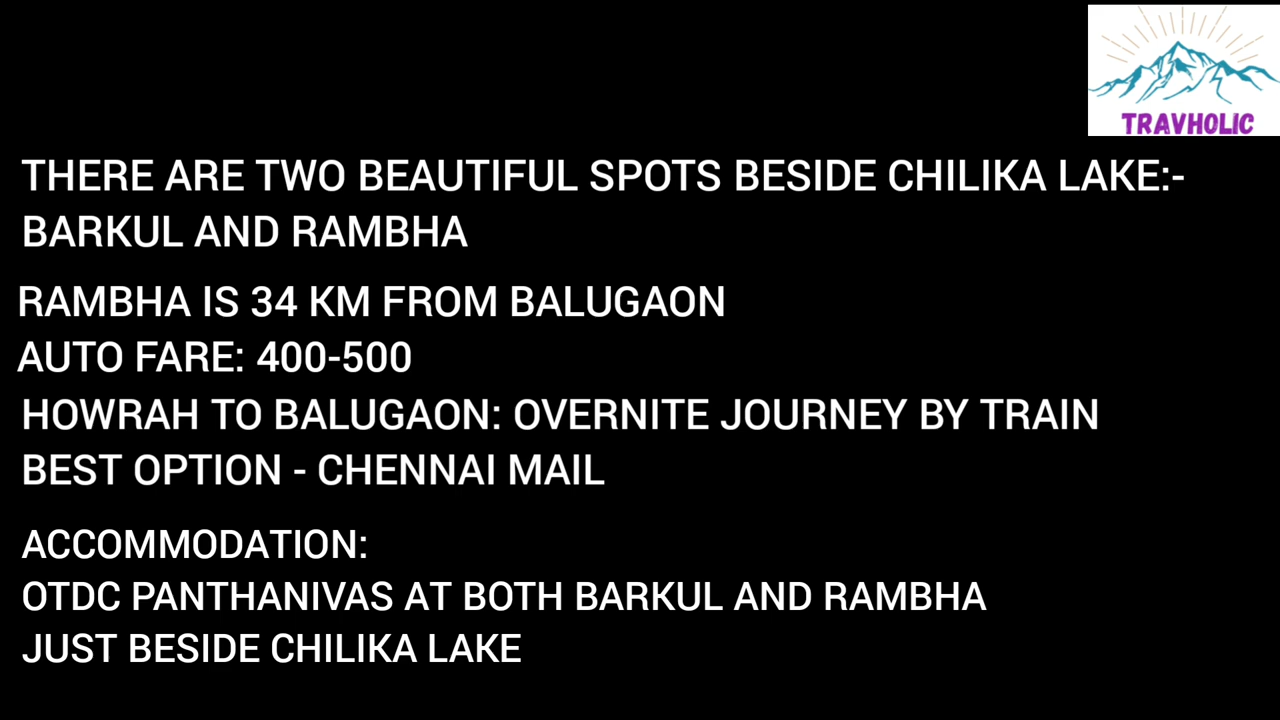 TRAVHOLIC
THERE ARE TWO BEAUTIFUL SPOTS BESIDE CHILIKA LAKE:-
BARKUL AND RAMBHA
RAMBHA IS 34 KM FROM BALUGAON
AUTO FARE: 400-500
HOWRAH TO BALUGAON: OVERNITE JOURNEY BY TRAIN
BEST OPTION - CHENNAI MAIL
ACCOMMODATION:
OTDC PANTHANIVAS AT BOTH BARKUL AND RAMBHA
JUST BESIDE CHILIKA LAKE